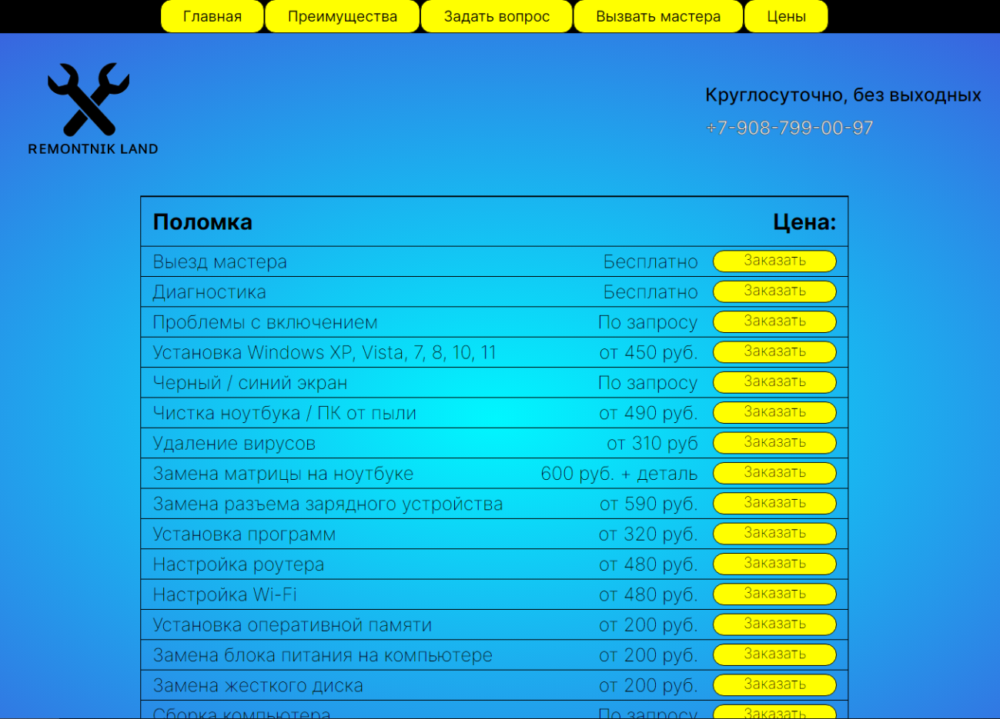 Главная Преимущества Задать вопрос Вызвать мастера Цены
Круглосуточно, без выходных
+7-908-799-00-97
REMONTNIK LAND
Поломка Цена:
Выезд мастера Бесплатно Заказать
Диагностика Бесплатно Заказать
Проблемы с включением По запросу Заказать
Установка Windows XP, Vista, 7, 8, 10, 11 от 450 руб. Заказать
Черный / синий экран По запросу Заказать
Чистка ноутбука / ПК от пыли от 490 руб. Заказать
Удаление вирусов от 310 руб Заказать
Замена матрицы на ноутбуке 600 руб. + деталь Заказать
Замена разъема зарядного устройства от 590 руб. Заказать
Установка программ от 320 руб. Заказать
Настройка роутера от 480 руб. Заказать
Настройка Wi-Fi от 480 руб. Заказать
Установка оперативной памяти от 200 руб. Заказать
Замена блока питания на компьютере от 200 руб. Заказать
Замена жесткого диска от 200 руб. Заказать
Сборка компьютера По запросу Заказать